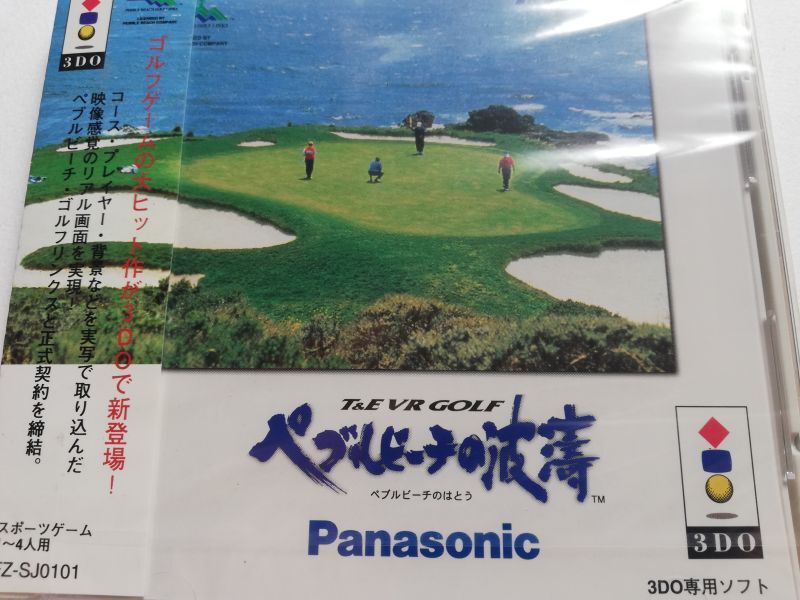 LICENSED BY
PEBBLE BEACH COMPANY
3DO
ゴルフゲームの大ヒット作が3DOで新登場!
コース・プレイヤー・背景などを実写で取り込んだ
映像感覚のリアル画面を実現!
ペブルビーチ・ゴルフリンクスと正式契約を締結。
スポーツゲーム
~4人用
FZ-SJ0101
T&E VR GOLF
ペブルビーチの波濤
TM
ペブルビーチのはとう
Panasonic
3DO
3DO専用ソフト